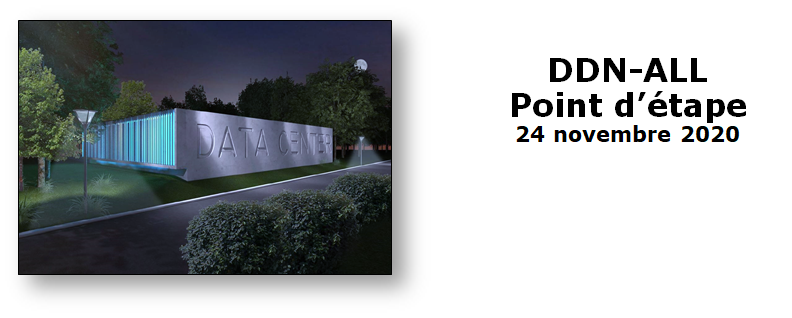 DATA CENTER
DDN-ALL
Point d’étape
24 novembre 2020